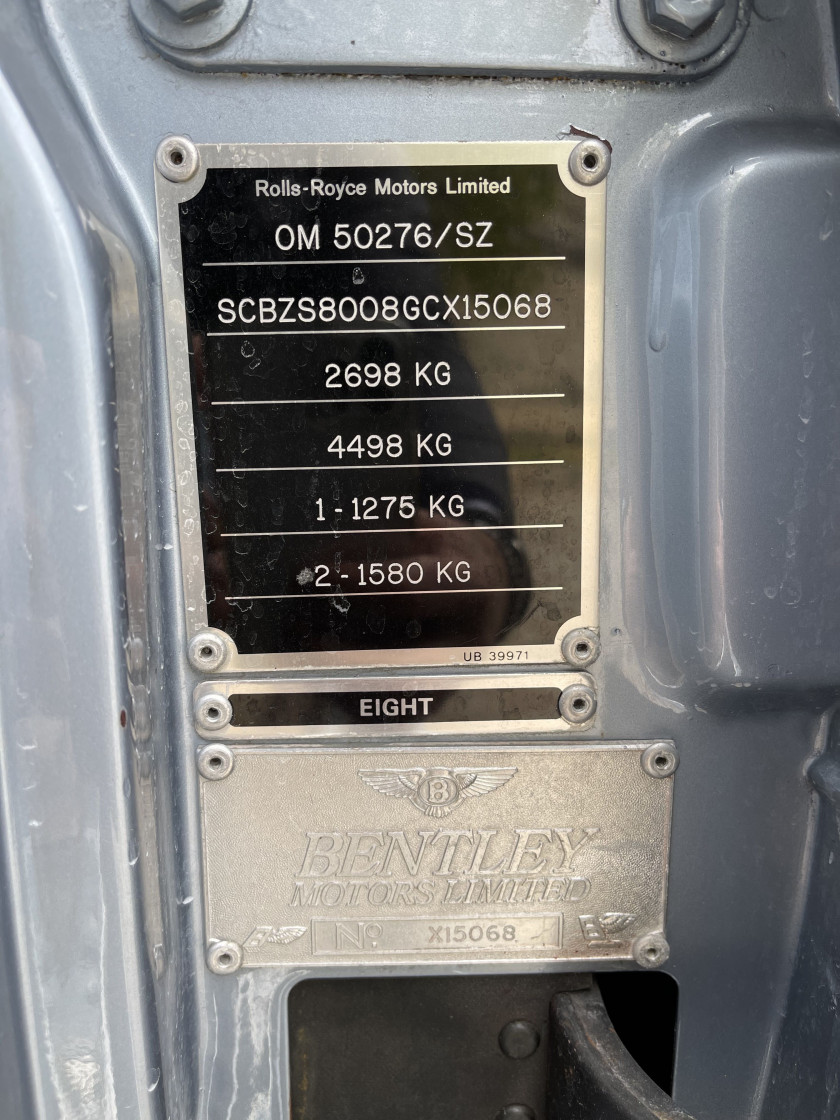 Rolls-Royce Motors Limited
OM 50276/SZ
SCBZS8008GCX15068
2698 KG
4498 KG
1 - 1275 KG
2 - 1580 KG
UB 39971
EIGHT
B
BENTLEY
MOTORS LIMITED
B Nº X15068 B